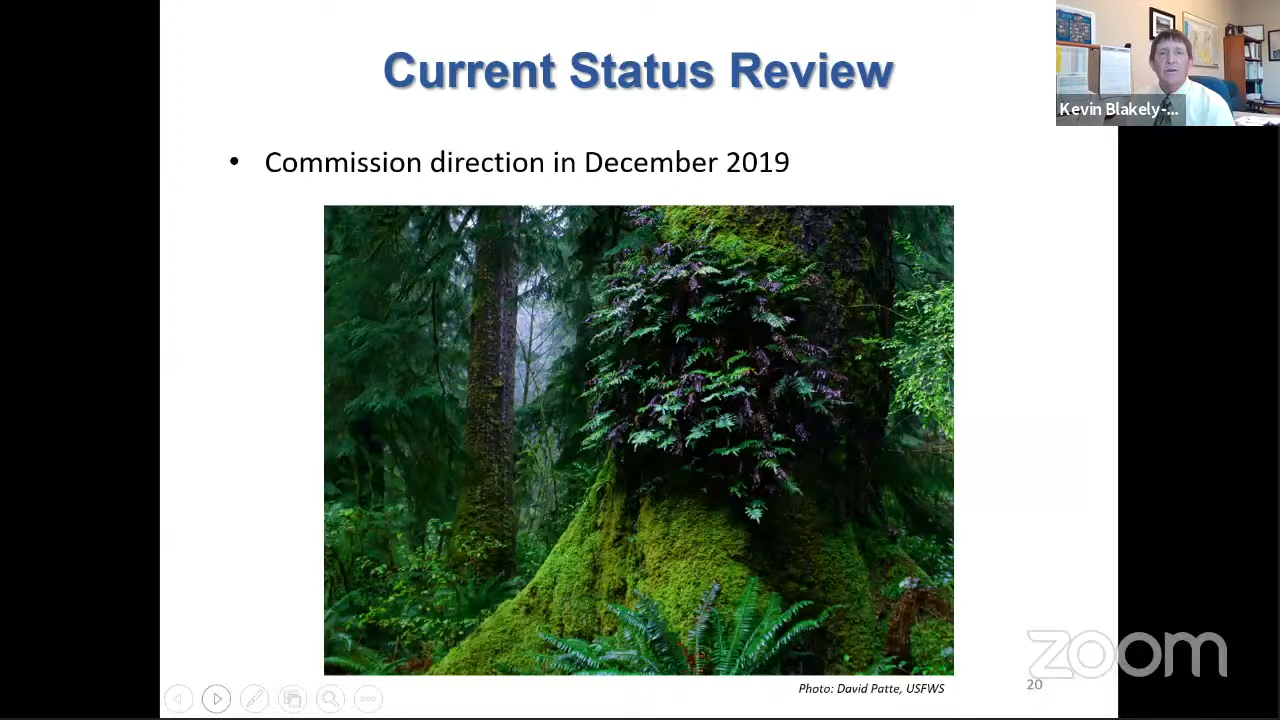 Current Status Review
Kevin Blakely-...
• Commission direction in December 2019
zoom
Photo: David Patte, USFWS
20